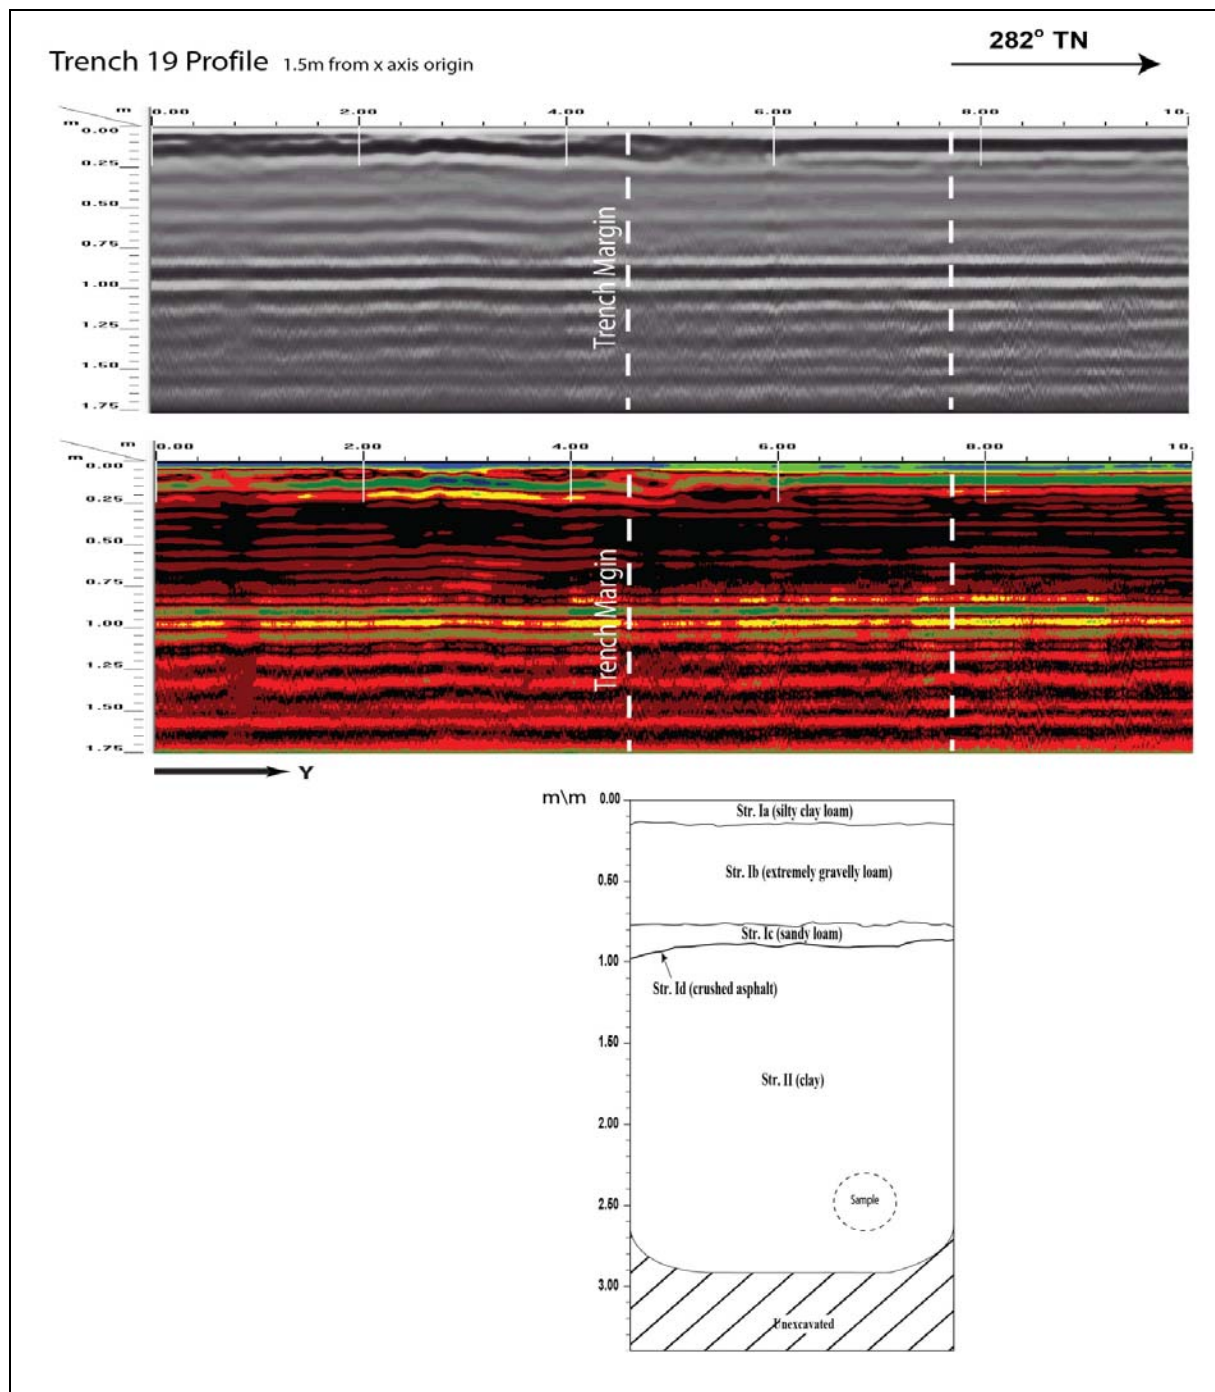 282° TN
Trench 19 Profile 1.5m from x axis origin
m 0.00 2.00 4.00 6.00 8.00 10.
m
0.00
0.25
0.50
0.75
1.00
1.25
1.50
1.75
Trench Margin
m 0.00 2.00 4.00 6.00 8.00 10.
m
0.00
0.25
0.50
0.75
1.00
1.25
1.50
1.75
Trench Margin
Y
m\m 0.00
Str. Ia (silty clay loam)
Str. Ib (extremely gravelly loam)
0.50
Str. Ic (sandy loam)
1.00
Str. Id (crushed asphalt)
1.50
Str. II (clay)
2.00
Sample
2.50
3.00
Unexcavated